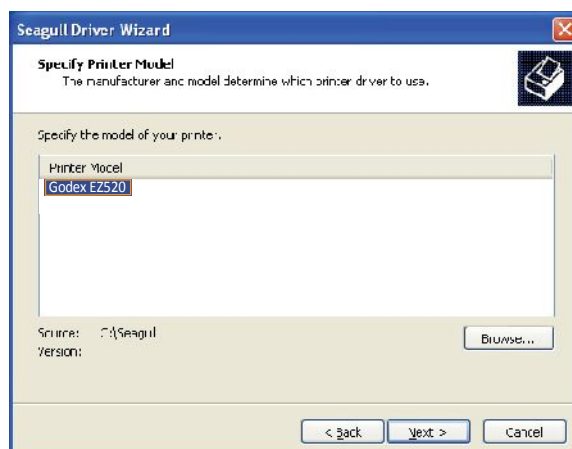 Seagull Driver Wizard
Specify Printer Model
The manufacturer and model determine which printer driver to use.
Specify the model of your printer.
Printer Model
Godex EZ520
Source: C:\Seagull
Version:
Browse...
< Back
Next >
Cancel